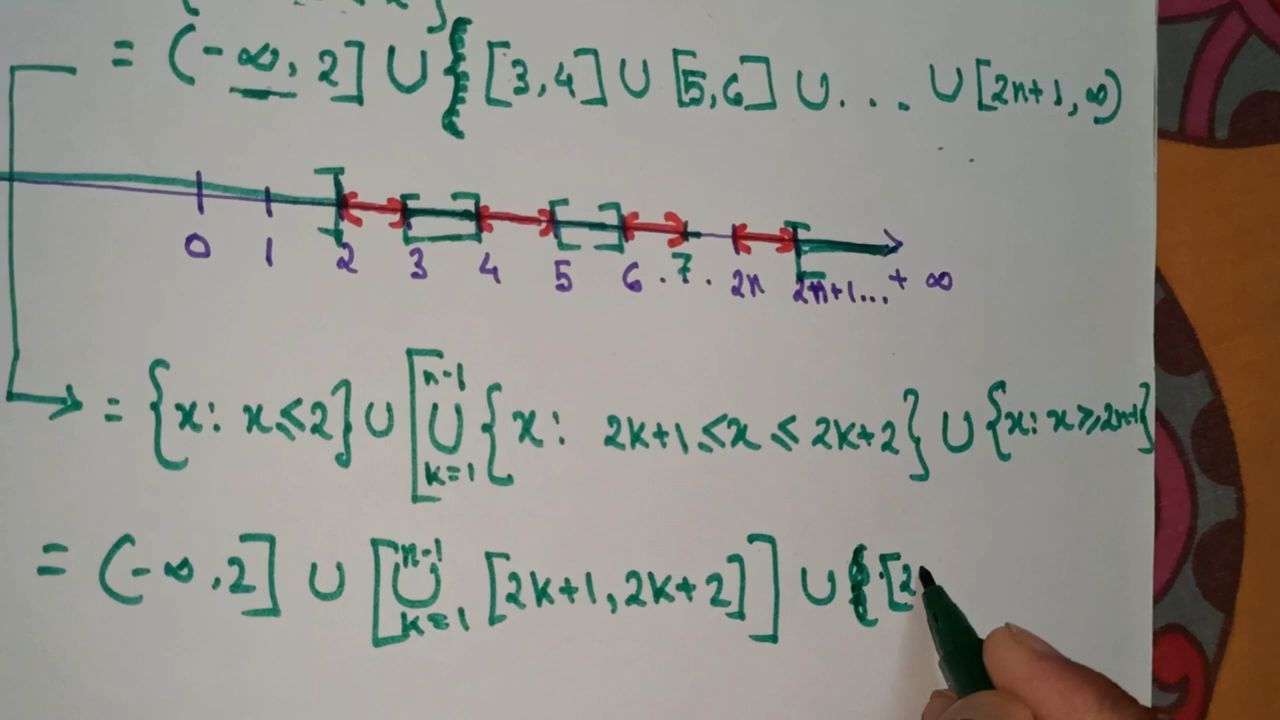 = (-∞, 2] ∪ [3,4] ∪ [5,6] ∪ ... ∪ [2n+1, ∞)
0 1 2 3 4 5 6 . 7 . 2n 2n+1... + ∞
= {x: x ⩽ 2} ∪ [ n-1 ∪ k=1 {x: 2k+1 ⩽ x ⩽ 2k+2} ∪ {x: x ⩾ 2n+1}
= (-∞, 2] ∪ [ n-1 ∪ k=1 [2k+1, 2k+2] ] ∪ [2